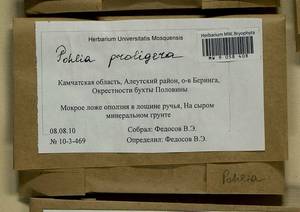 Herbarium Universitatis Mosquensis
Herbarium MW, Bryophyta
MW 9 058 408
Pohlia proligera
Камчатская область, Алеутский район, о-в Беринга,
Окрестности бухты Половины
Мокрое ложе оползня в лощине ручья, На сыром
минеральном грунте
08.08.10
Собрал: Федосов В.Э.
№ 10-3-469
Определил: Федосов В.Э.
Pohlia